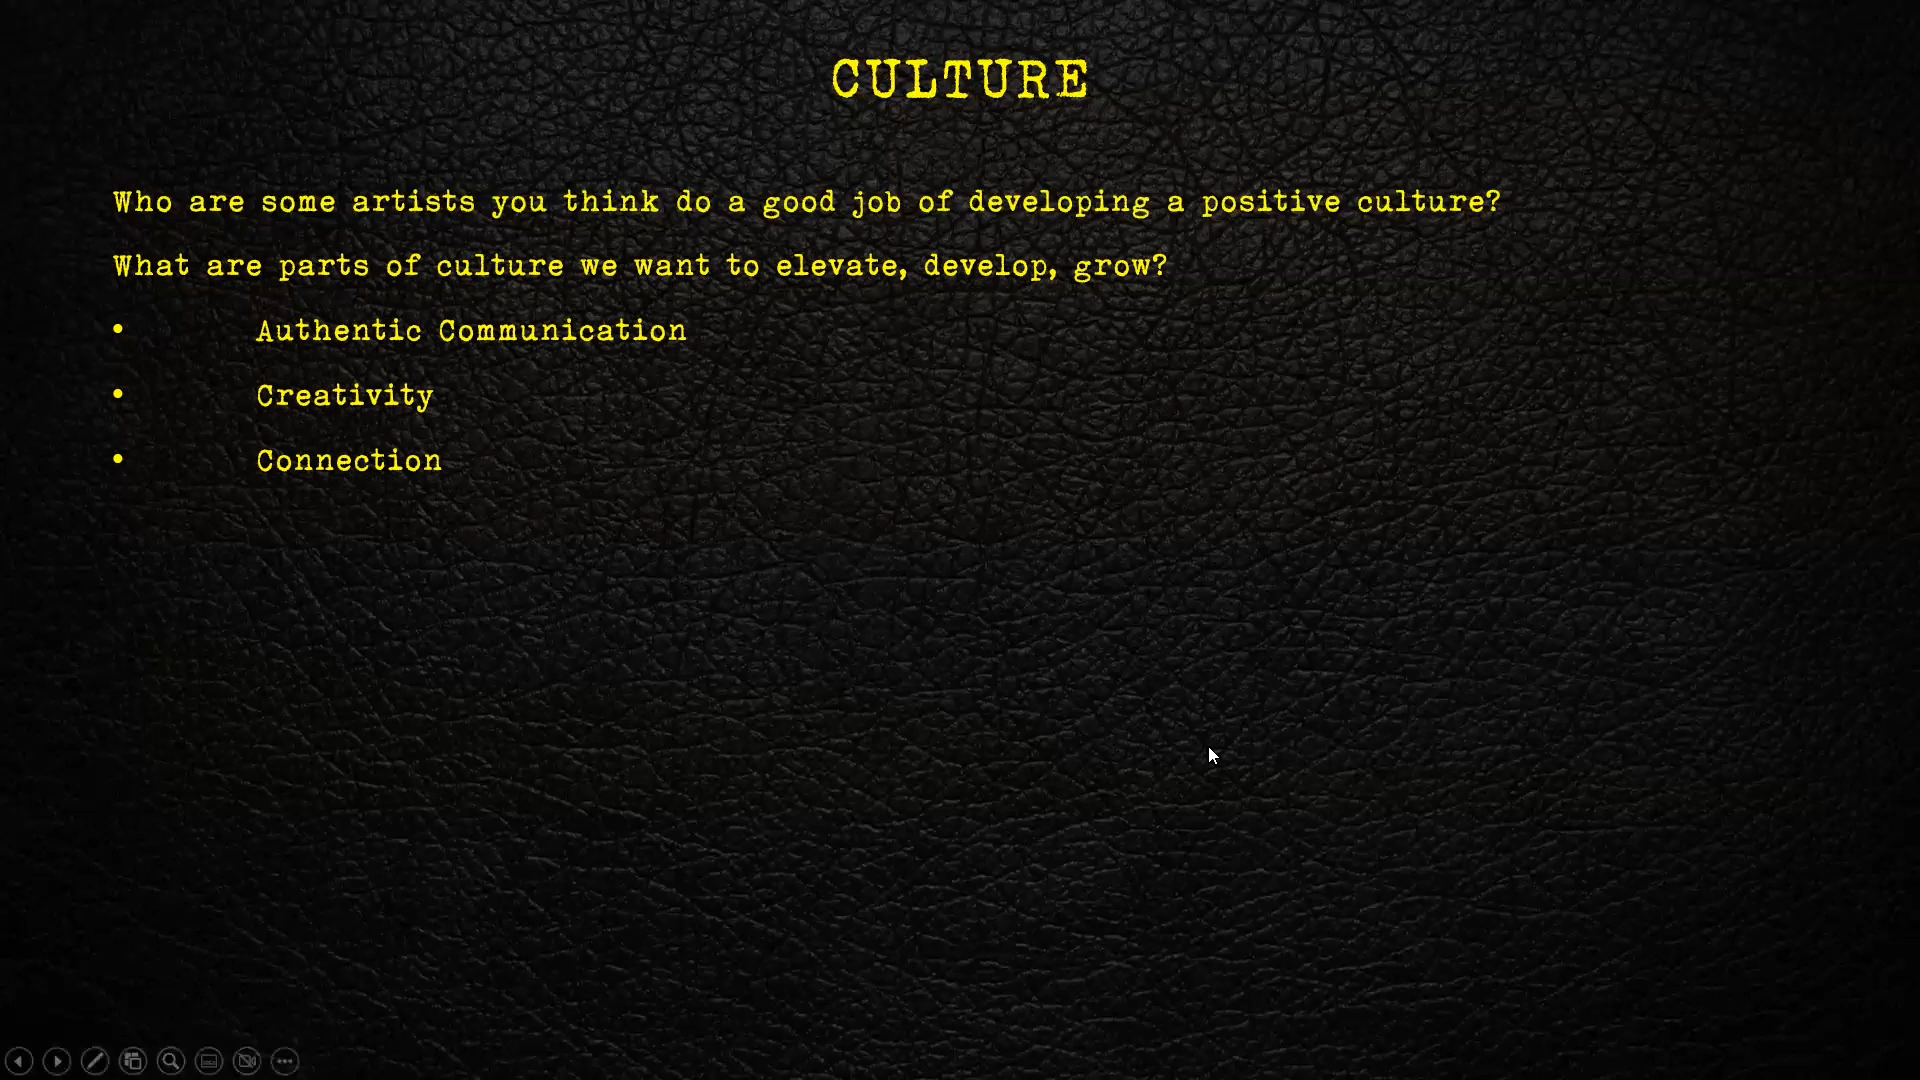 CULTURE
Who are some artists you think do a good job of developing a positive culture?
What are parts of culture we want to elevate, develop, grow?
• Authentic Communication
• Creativity
• Connection